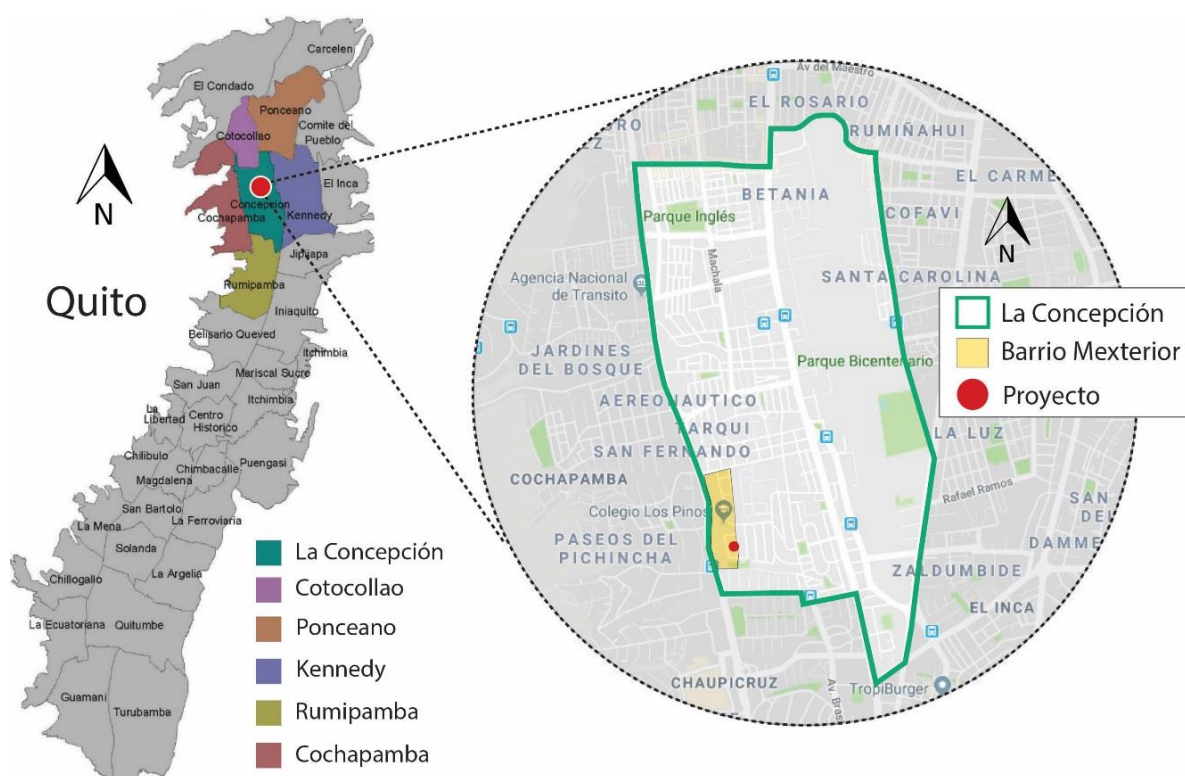 Carcelen
El Condado
Ponceano
Cotocollao
Comite del
Pueblo
El Inca
Concepcion
Cochapamba
Kennedy
Jipijapa
Rumipamba
Iniaquito
Belisario Queved
Itchimbia
Mariscal Sucre
San Juan
Itchimbia
La
Libertad
Centro
Historico
Chilibulo
Chimbacalle
Puengasi
Magdalena
San Bartolo
La Ferroviaria
La Mena
Solanda
La Argelia
Chillogallo
La Ecuatoriana
Quitumbe
Guamani
Turubamba
N
Quito
La Concepción
Cotocollao
Ponceano
Kennedy
Rumipamba
Cochapamba
Av del Maestro
EL ROSARIO
RUMIÑAHUI
EL CARME
BETANIA
COFAVI
Parque Inglés
Machala
N
Agencia Nacional
de Transito
SANTA CAROLINA
JARDINES
DEL BOSQUE
Parque Bicentenario
AEREONAUTICO
TARQUI
SAN FERNANDO
LA LUZ
COCHAPAMBA
Rafael Ramos
SAN
DEL
Colegio Los Pinos
PASEOS DEL
PICHINCHA
DAMME
ZALDUMBIDE
EL INCA
CHAUPICRUZ
Av. Bras
TropiBurger
La Concepción
Barrio Mexterior
Proyecto